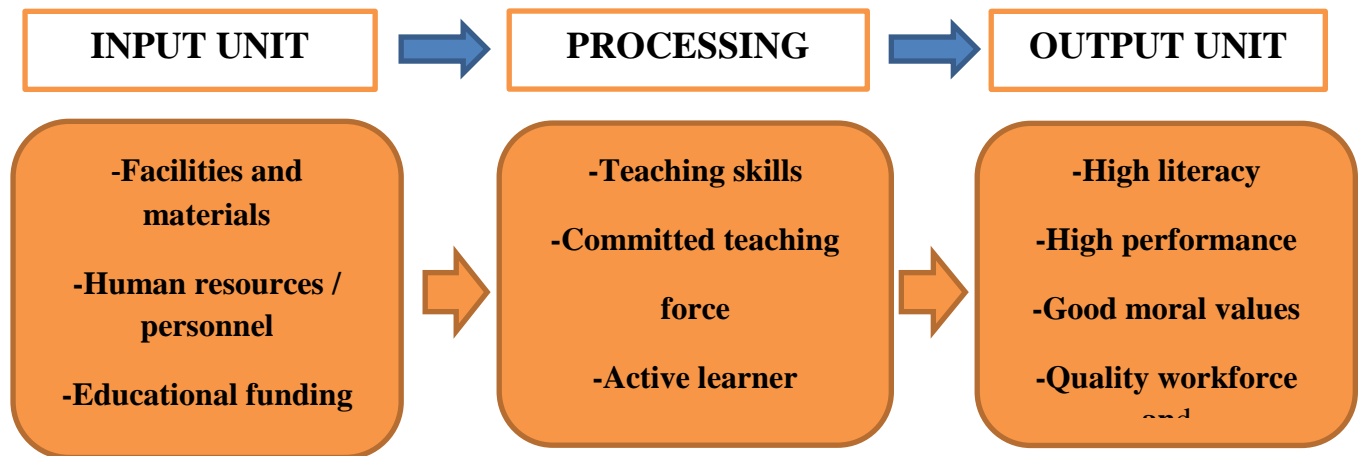 INPUT UNIT
PROCESSING
OUTPUT UNIT
-Facilities and
materials
-Human resources /
personnel
-Educational funding
-Teaching skills
-Committed teaching
force
-Active learner
-High literacy
-High performance
-Good moral values
-Quality workforce
and